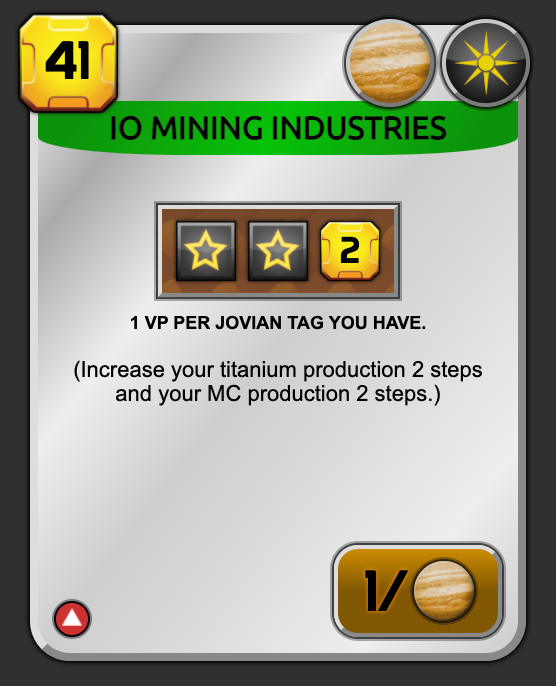 41
IO MINING INDUSTRIES
2
1 VP PER JOVIAN TAG YOU HAVE.
(Increase your titanium production 2 steps
and your MC production 2 steps.)
1/